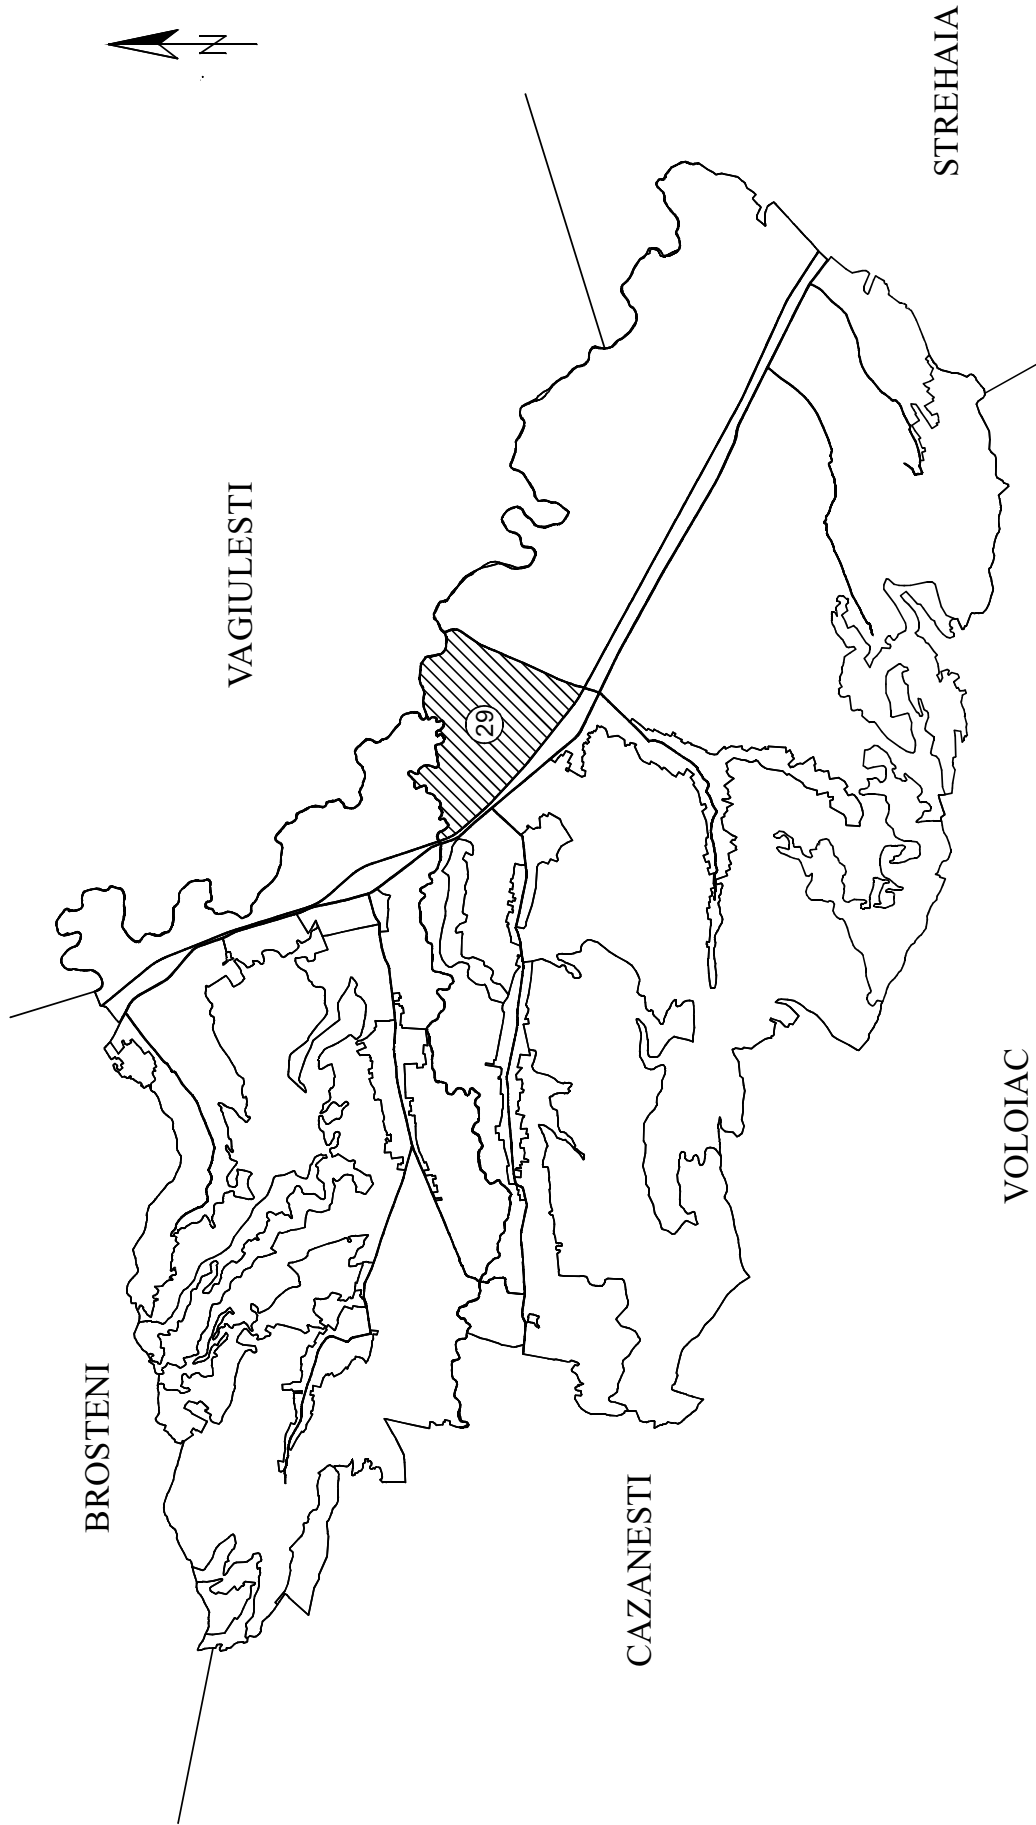 N
STREHAIA
VAGIULESTI
29
BROSTENI
CAZANESTI
VOLOIAC